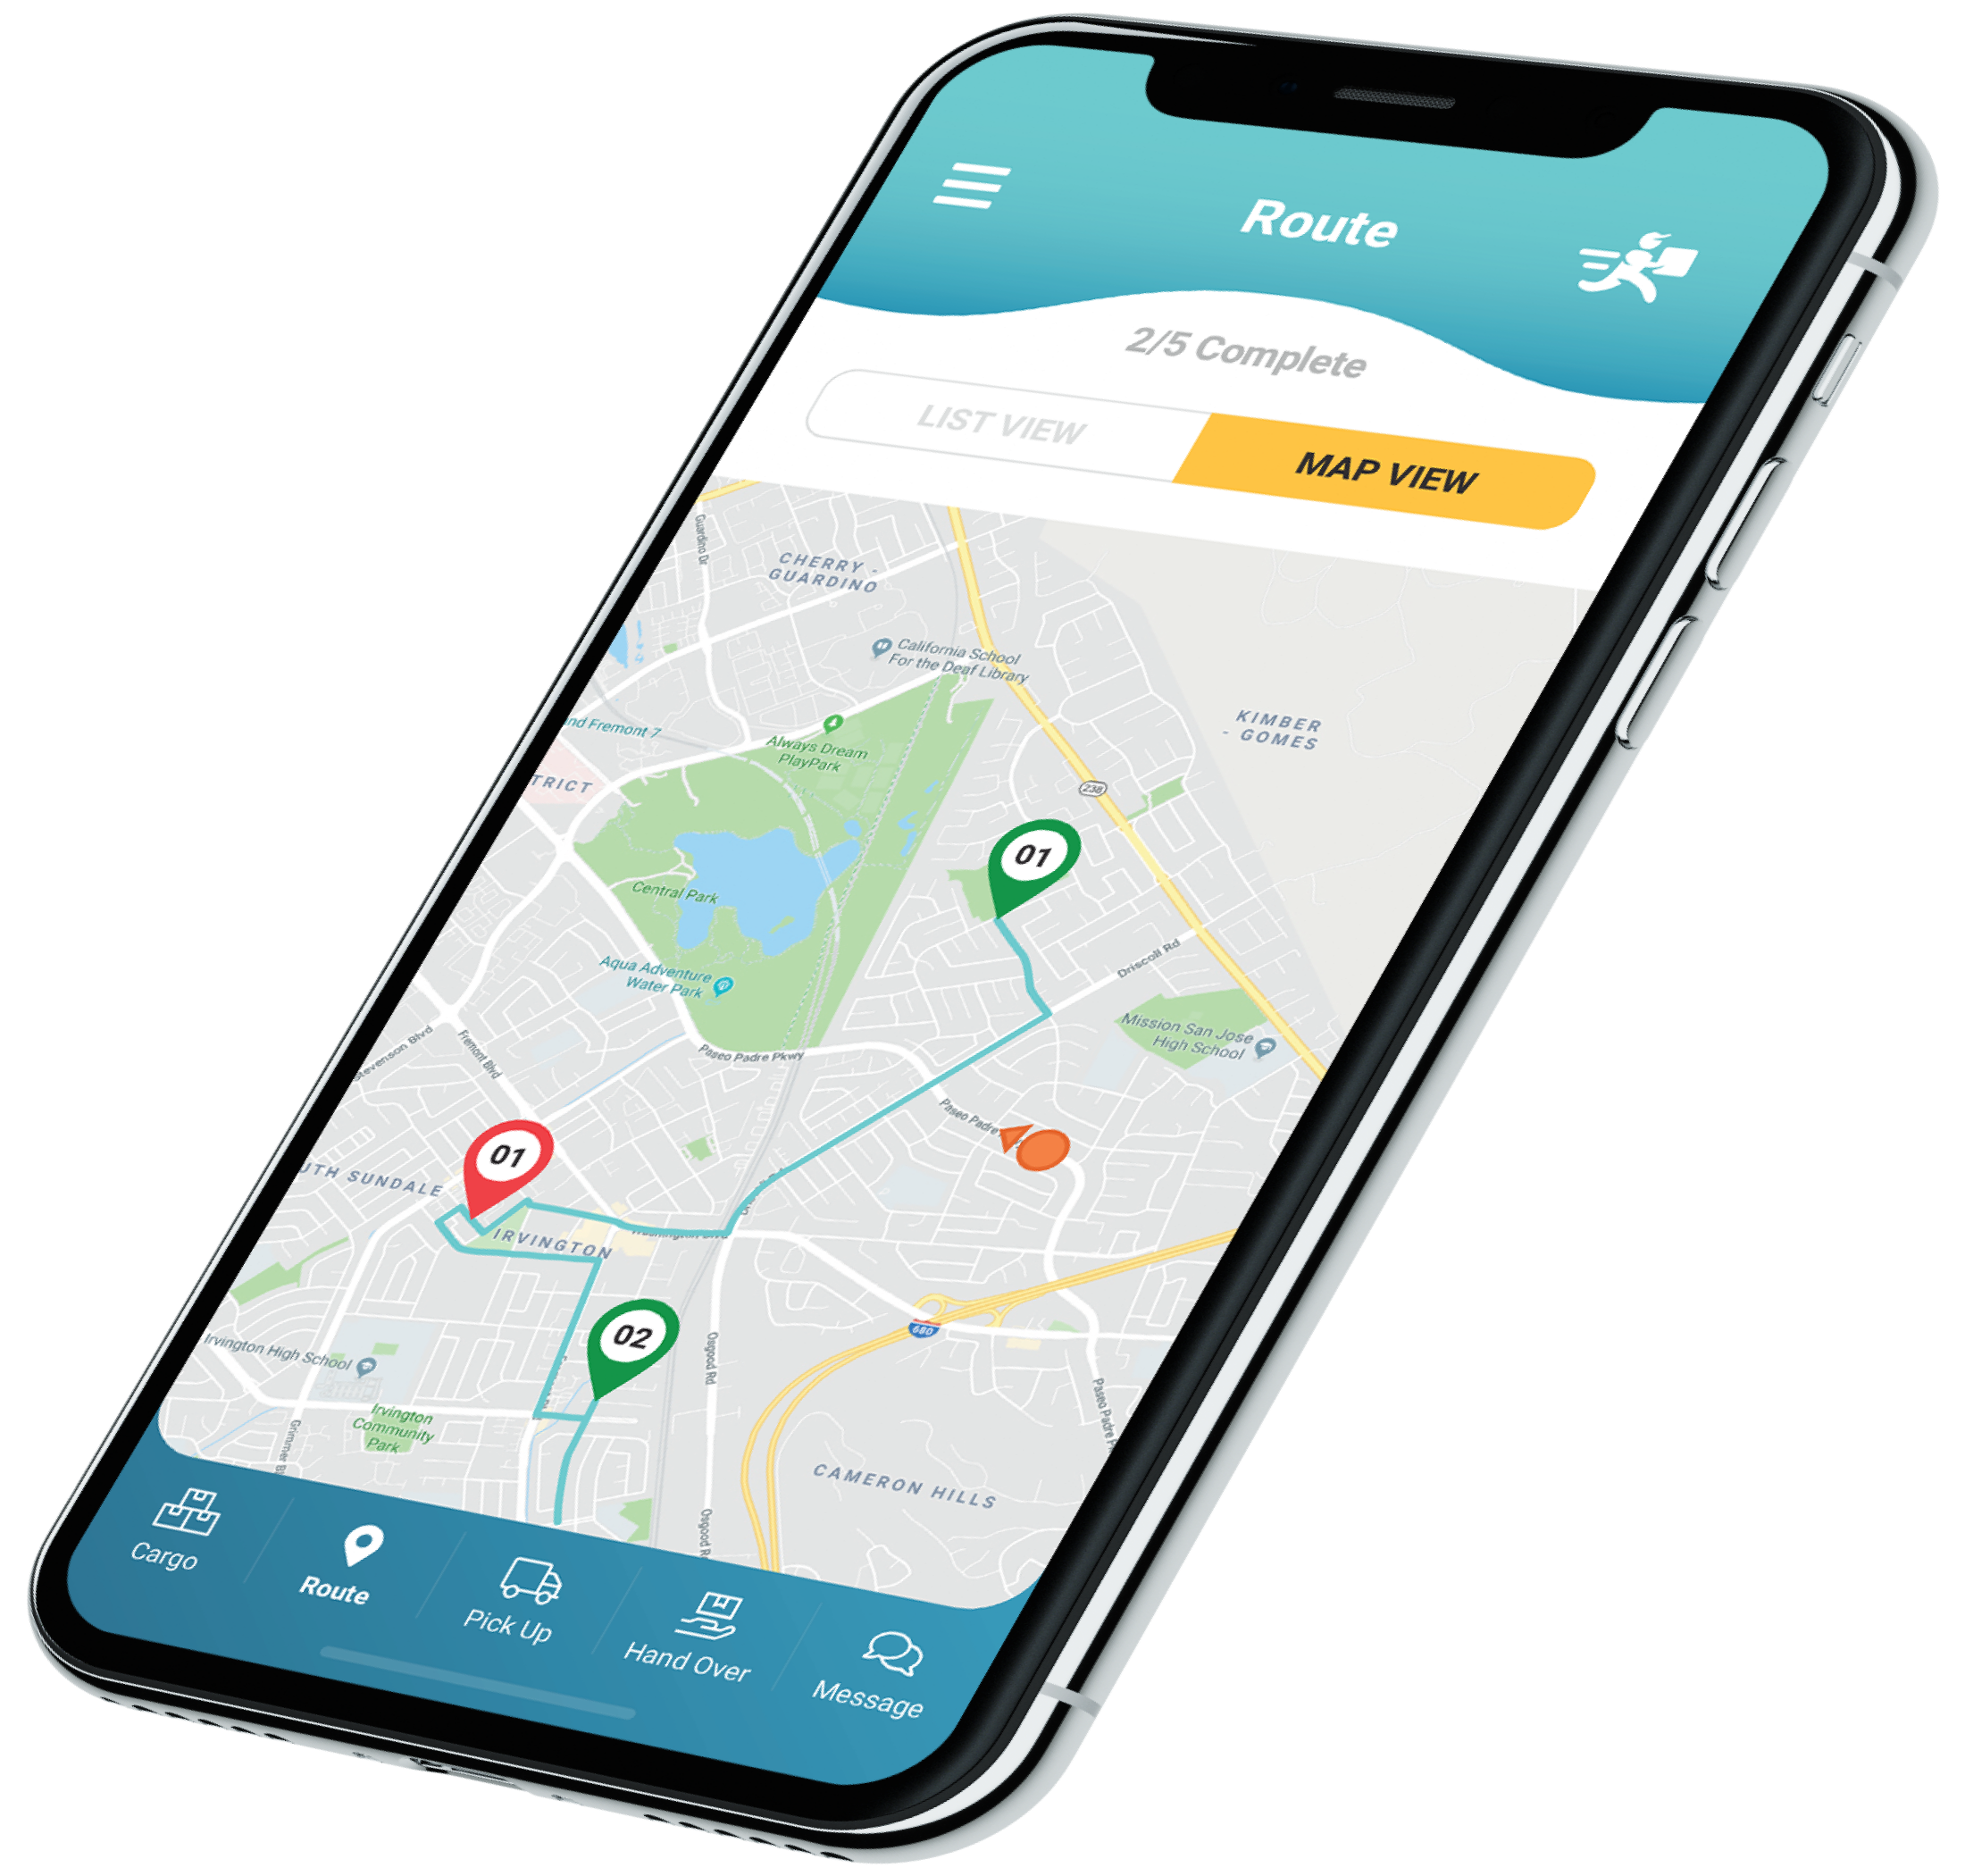 Route
2/5 Complete
LIST VIEW
MAP VIEW
Guardino Dr
CHERRY -
GUARDINO
California School
For the Deaf Library
KIMBER
- GOMES
nd Fremont 7
Always Dream
PlayPark
TRICT
238
01
Central Park
Driscoll Rd
Aqua Adventure
Water Park
Mission San Jose
High School
Stevenson Blvd
Fremont Blvd
Paseo Padre Pkwy
Paseo Padre
01
UTH SUNDALE
IRVINGTON
Washington Blvd
02
680
Irvington High School
Osgood Rd
Irvington
Community
Park
Grimmer Bl
Paseo Padre P
CAMERON HILLS
Osgood R
Cargo
Route
Pick Up
Hand Over
Message